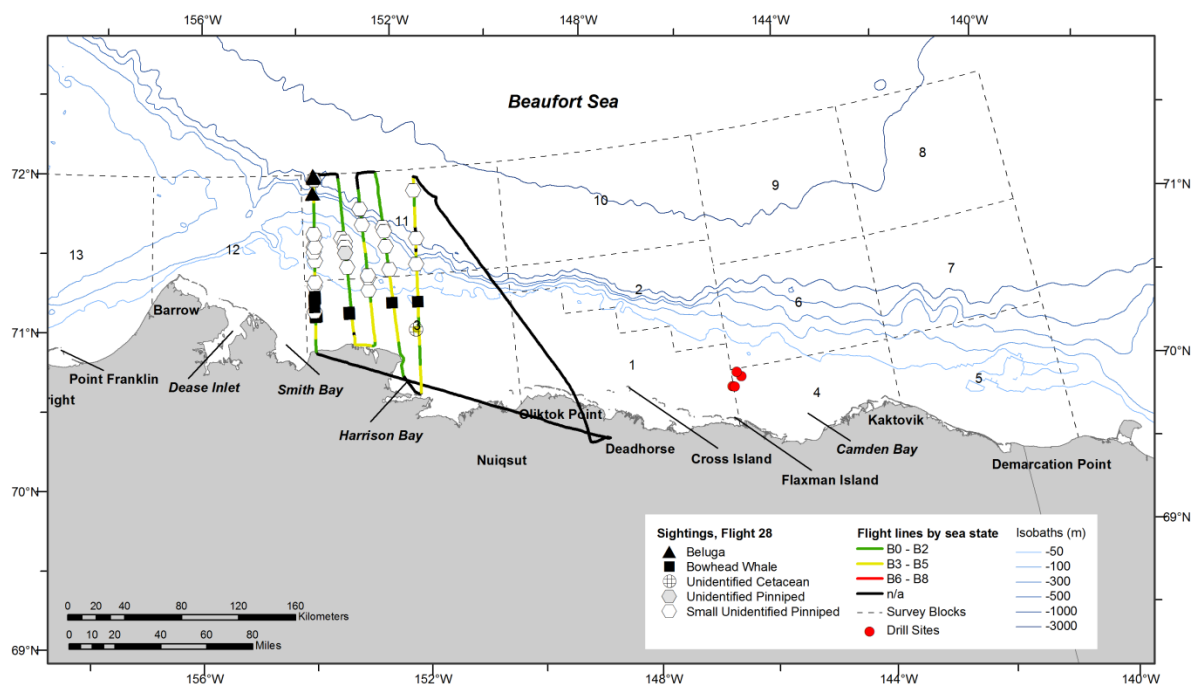 156°W 152°W 148°W 144°W 140°W
Beaufort Sea
72°N
71°N
8
9
10
11
13
12
7
2
6
Barrow
71°N
3
70°N
1
5
Point Franklin
right
Dease Inlet
Smith Bay
4
Harrison Bay
Oliktok Point
Kaktovik
Deadhorse
Camden Bay
Nuiqsut
Cross Island
Demarcation Point
Flaxman Island
70°N
69°N
Sightings, Flight 28
Beluga
Bowhead Whale
Unidentified Cetacean
Unidentified Pinniped
Small Unidentified Pinniped
Flight lines by sea state
B0 - B2
B3 - B5
B6 - B8
n/a
Survey Blocks
Drill Sites
Isobaths (m)
-50
-100
-300
-500
-1000
-3000
0 20 40 80 120 160
Kilometers
0 10 20 40 60 80
Miles
69°N
156°W 152°W 148°W 144°W 140°W